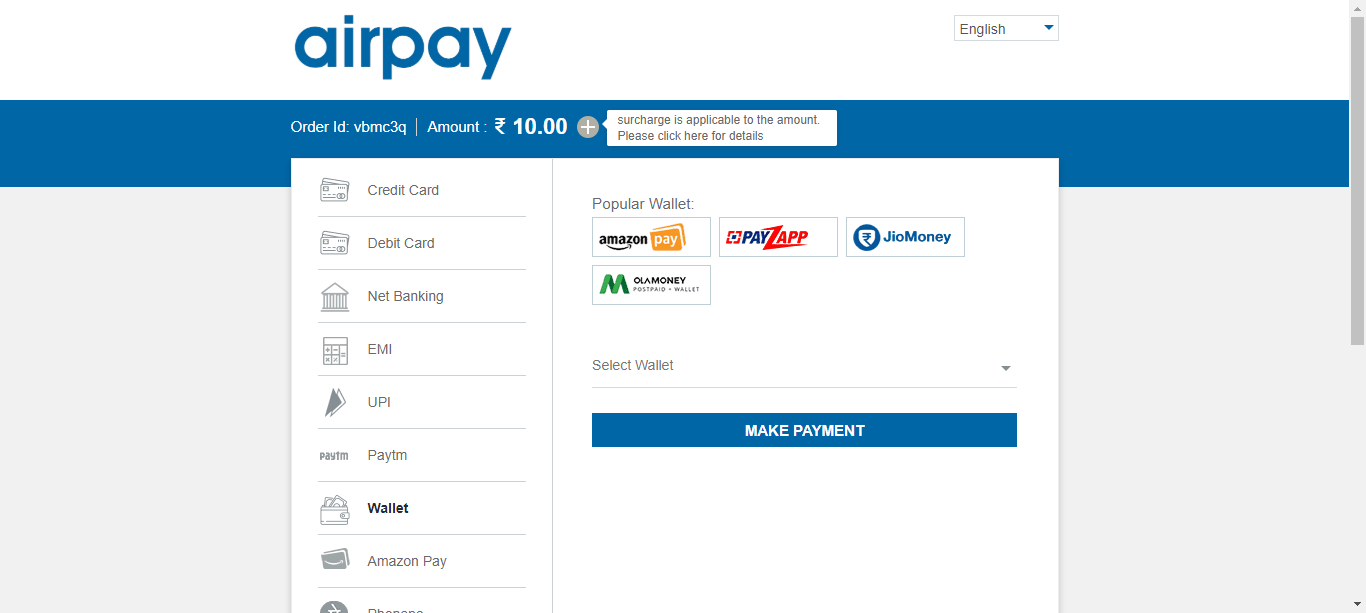 airpay
English
Order Id: vbmc3q
Amount : ₹ 10.00
surcharge is applicable to the amount.
Please click here for details
Credit Card
Debit Card
Net Banking
EMI
UPI
paytm Paytm
Wallet
Amazon Pay
Phonepe
Popular Wallet:
amazon pay
PAYZAPP
JioMoney
OLAMONEY
POSTPAID + WALLET
Select Wallet
MAKE PAYMENT